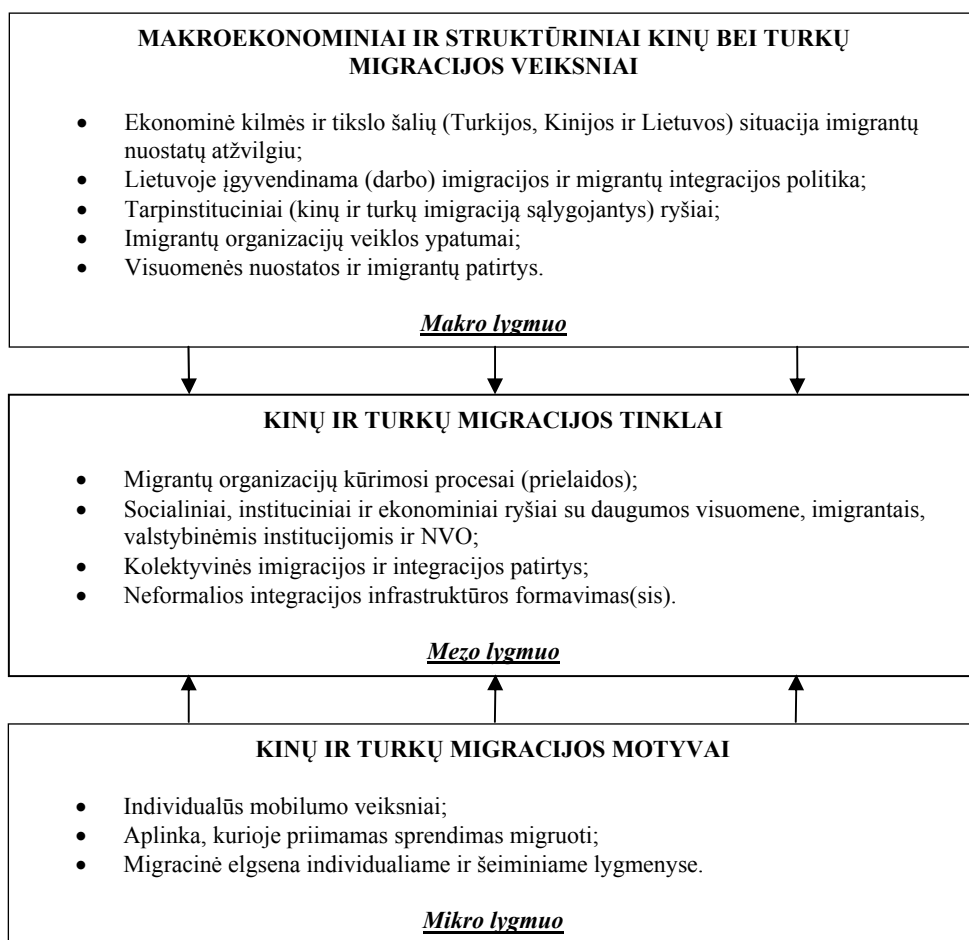 MAKROEKONOMINIAI IR STRUKTŪRINIAI KINŲ BEI TURKŲ
MIGRACIJOS VEIKSNIAI
• Ekonominė kilmės ir tikslo šalių (Turkijos, Kinijos ir Lietuvos) situacija imigrantų
nuostatų atžvilgiu;
• Lietuvoje įgyvendinama (darbo) imigracijos ir migrantų integracijos politika;
• Tarpinstituciniai (kinų ir turkų imigraciją sąlygojantys) ryšiai;
• Imigrantų organizacijų veiklos ypatumai;
• Visuomenės nuostatos ir imigrantų patirtys.
Makro lygmuo
KINŲ IR TURKŲ MIGRACIJOS TINKLAI
• Migrantų organizacijų kūrimosi procesai (prielaidos);
• Socialiniai, instituciniai ir ekonominiai ryšiai su daugumos visuomene, imigrantais,
valstybinėmis institucijomis ir NVO;
• Kolektyvinės imigracijos ir integracijos patirtys;
• Neformalios integracijos infrastruktūros formavimas(sis).
Mezo lygmuo
KINŲ IR TURKŲ MIGRACIJOS MOTYVAI
• Individualūs mobilumo veiksniai;
• Aplinka, kurioje priimamas sprendimas migruoti;
• Migracinė elgsena individualiame ir šeiminiame lygmenyse.
Mikro lygmuo